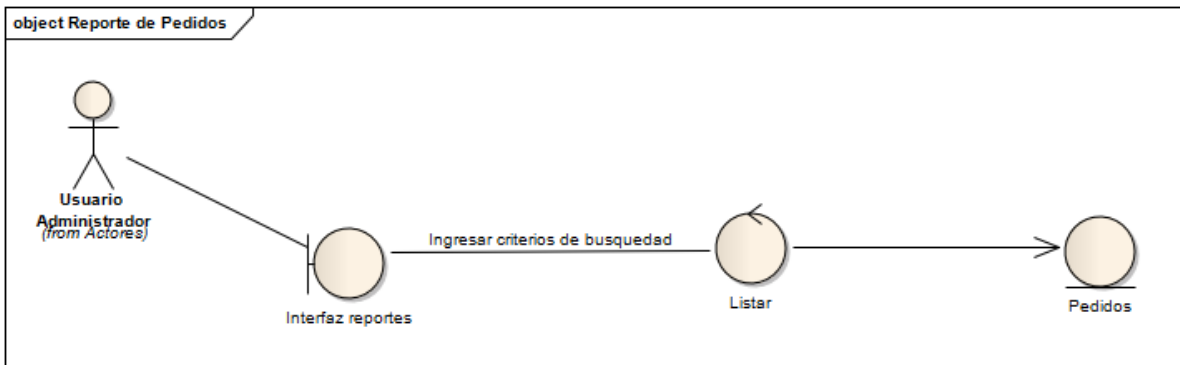 object Reporte de Pedidos
Usuario
Administrador
(from Actores)
Interfaz reportes
Ingresar criterios de busquedad
Listar
Pedidos